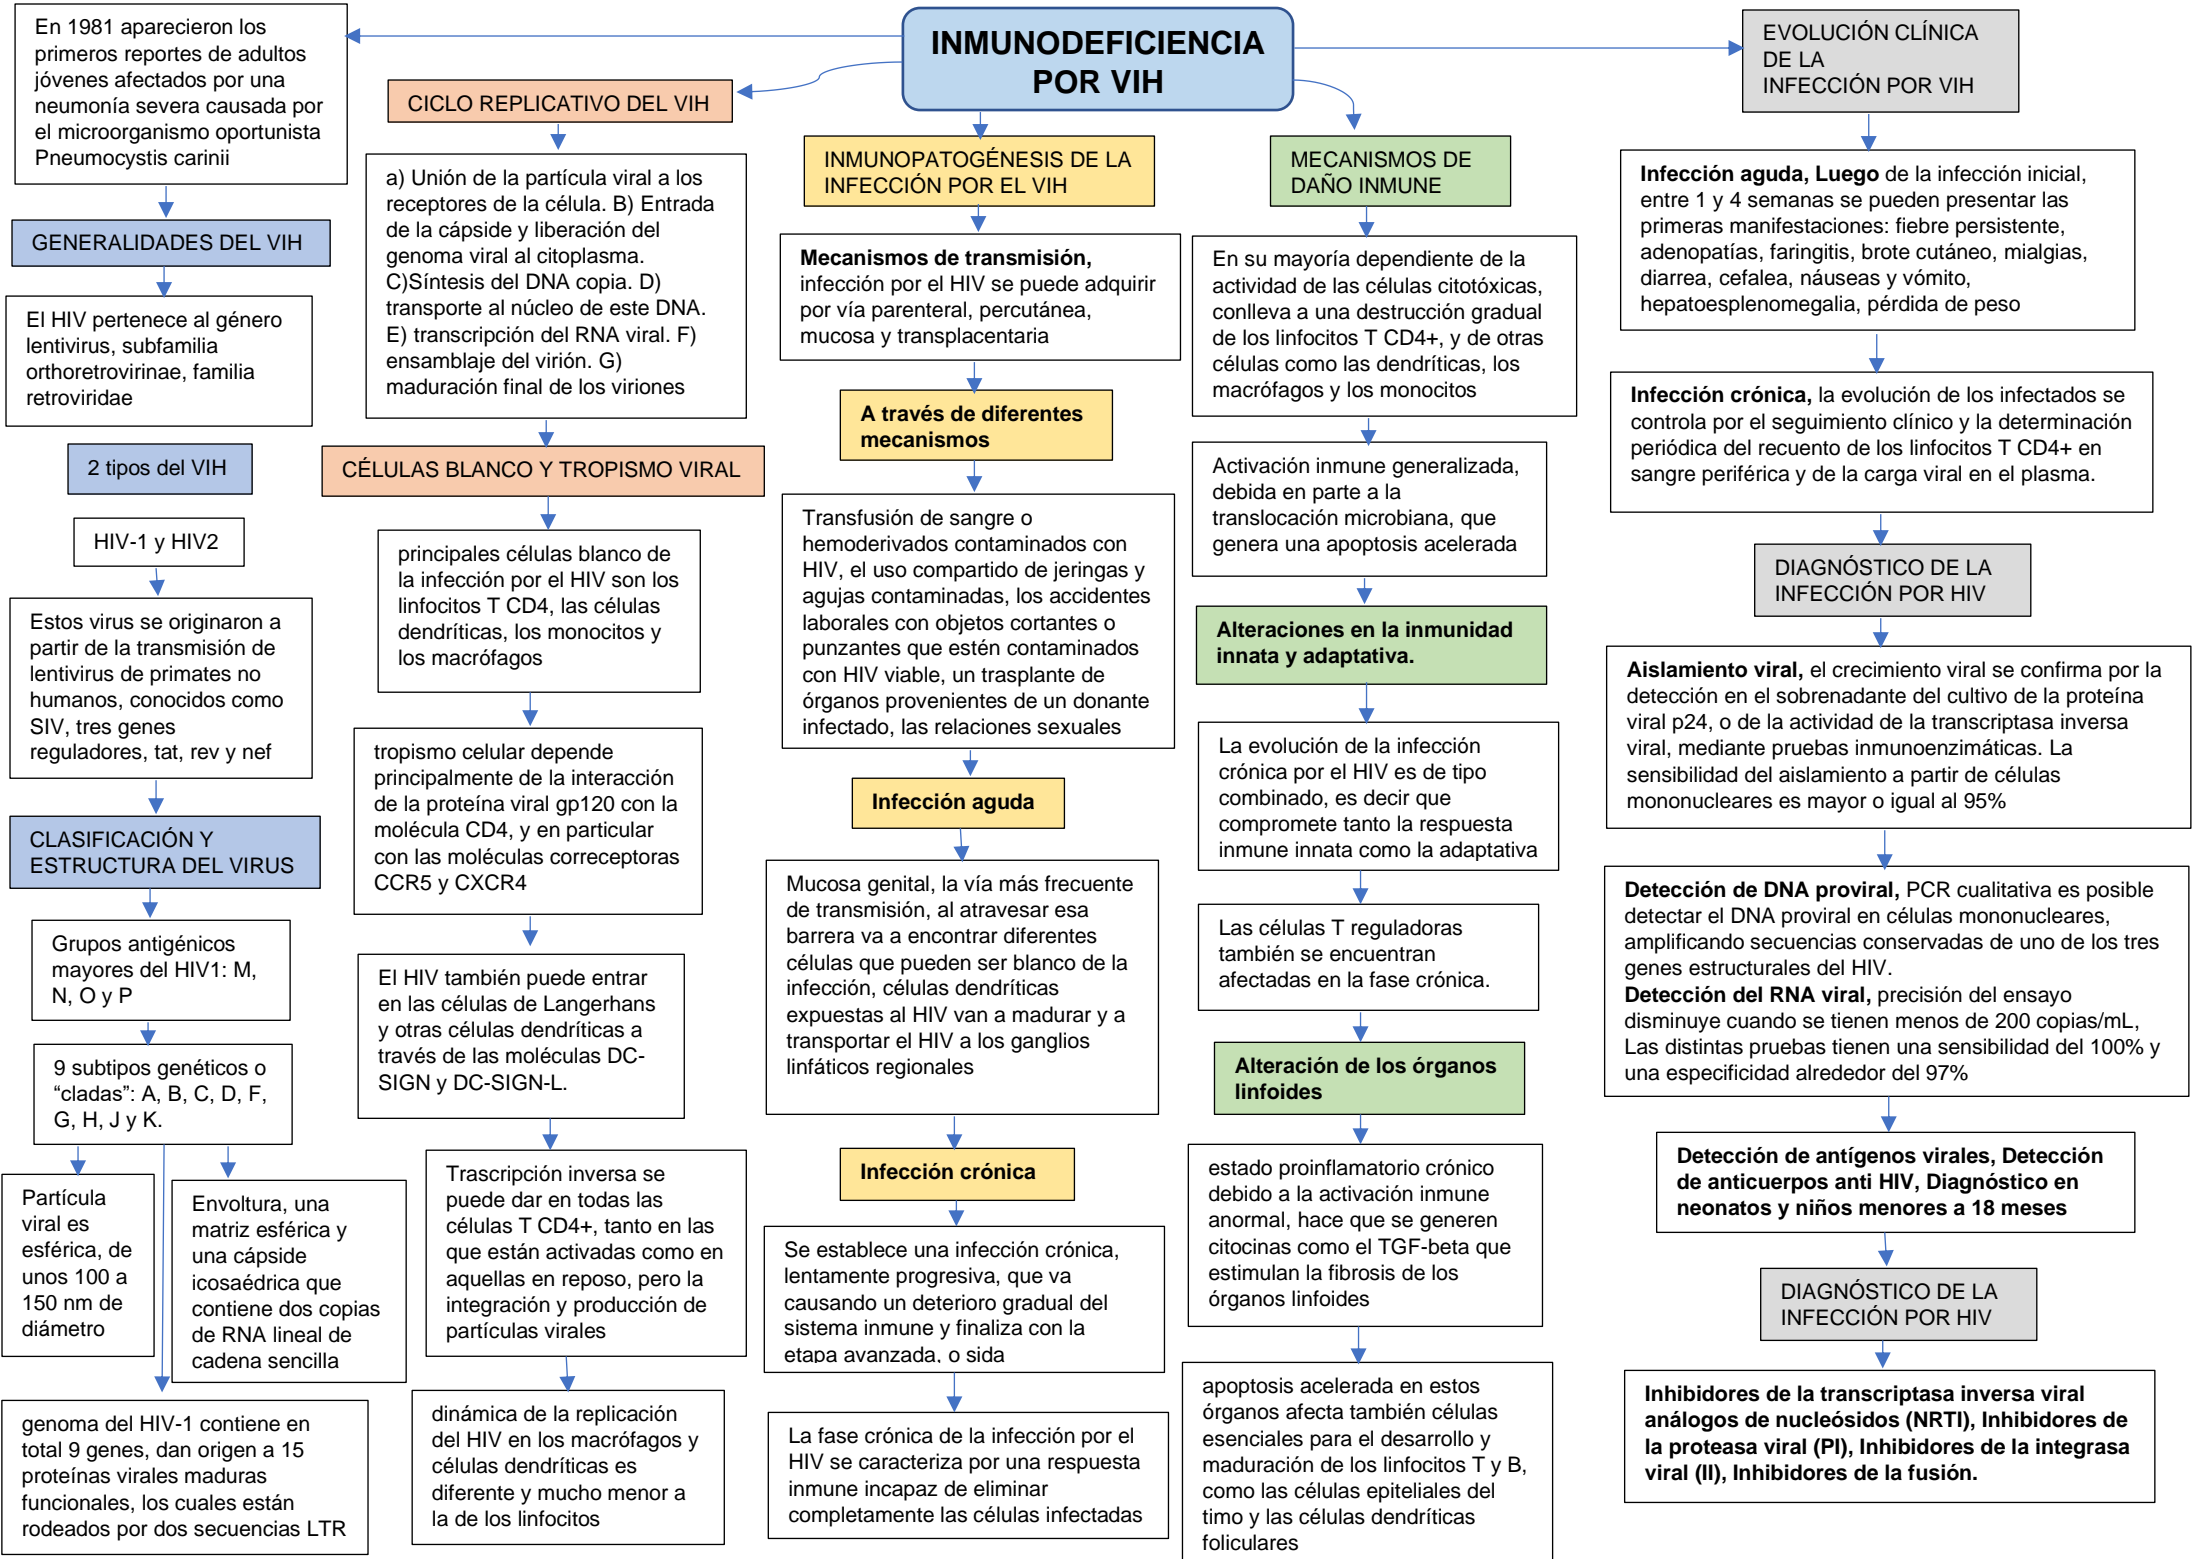 INMUNODEFICIENCIA
POR VIH
En 1981 aparecieron los
primeros reportes de adultos
jóvenes afectados por una
neumonía severa causada por
el microorganismo oportunista
Pneumocystis carinii
GENERALIDADES DEL VIH
El HIV pertenece al género
lentivirus, subfamilia
orthoretrovirinae, familia
retroviridae
2 tipos del VIH
HIV-1 y HIV2
Estos virus se originaron a
partir de la transmisión de
lentivirus de primates no
humanos, conocidos como
SIV, tres genes
reguladores, tat, rev y nef
CLASIFICACIÓN Y
ESTRUCTURA DEL VIRUS
Grupos antigénicos
mayores del HIV1: M,
N, O y P
9 subtipos genéticos o
“cladas”: A, B, C, D, F,
G, H, J y K.
Partícula
viral es
esférica, de
unos 100 a
150 nm de
diámetro
Envoltura, una
matriz esférica y
una cápside
icosaédrica que
contiene dos copias
de RNA lineal de
cadena sencilla
genoma del HIV-1 contiene en
total 9 genes, dan origen a 15
proteínas virales maduras
funcionales, los cuales están
rodeados por dos secuencias LTR
CICLO REPLICATIVO DEL VIH
a) Unión de la partícula viral a los
receptores de la célula. B) Entrada
de la cápside y liberación del
genoma viral al citoplasma.
C)Síntesis del DNA copia. D)
transporte al núcleo de este DNA.
E) transcripción del RNA viral. F)
ensamblaje del virión. G)
maduración final de los viriones
CÉLULAS BLANCO Y TROPISMO VIRAL
principales células blanco de
la infección por el HIV son los
linfocitos T CD4, las células
dendríticas, los monocitos y
los macrófagos
tropismo celular depende
principalmente de la interacción
de la proteína viral gp120 con la
molécula CD4, y en particular
con las moléculas correceptoras
CCR5 y CXCR4
El HIV también puede entrar
en las células de Langerhans
y otras células dendríticas a
través de las moléculas DC-
SIGN y DC-SIGN-L.
Trascripción inversa se
puede dar en todas las
células T CD4+, tanto en las
que están activadas como en
aquellas en reposo, pero la
integración y producción de
partículas virales
dinámica de la replicación
del HIV en los macrófagos y
células dendríticas es
diferente y mucho menor a
la de los linfocitos
INMUNOPATOGÉNESIS DE LA
INFECCIÓN POR EL VIH
Mecanismos de transmisión,
infección por el HIV se puede adquirir
por vía parenteral, percutánea,
mucosa y transplacentaria
A través de diferentes
mecanismos
Transfusión de sangre o
hemoderivados contaminados con
HIV, el uso compartido de jeringas y
agujas contaminadas, los accidentes
laborales con objetos cortantes o
punzantes que estén contaminados
con HIV viable, un trasplante de
órganos provenientes de un donante
infectado, las relaciones sexuales
Infección aguda
Mucosa genital, la vía más frecuente
de transmisión, al atravesar esa
barrera va a encontrar diferentes
células que pueden ser blanco de la
infección, células dendríticas
expuestas al HIV van a madurar y a
transportar el HIV a los ganglios
linfáticos regionales
Infección crónica
Se establece una infección crónica,
lentamente progresiva, que va
causando un deterioro gradual del
sistema inmune y finaliza con la
etapa avanzada, o sida
La fase crónica de la infección por el
HIV se caracteriza por una respuesta
inmune incapaz de eliminar
completamente las células infectadas
MECANISMOS DE
DAÑO INMUNE
En su mayoría dependiente de la
actividad de las células citotóxicas,
conlleva a una destrucción gradual
de los linfocitos T CD4+, y de otras
células como las dendríticas, los
macrófagos y los monocitos
Activación inmune generalizada,
debida en parte a la
translocación microbiana, que
genera una apoptosis acelerada
Alteraciones en la inmunidad
innata y adaptativa.
La evolución de la infección
crónica por el HIV es de tipo
combinado, es decir que
compromete tanto la respuesta
inmune innata como la adaptativa
Las células T reguladoras
también se encuentran
afectadas en la fase crónica.
Alteración de los órganos
linfoides
estado proinflamatorio crónico
debido a la activación inmune
anormal, hace que se generen
citocinas como el TGF-beta que
estimulan la fibrosis de los
órganos linfoides
apoptosis acelerada en estos
órganos afecta también células
esenciales para el desarrollo y
maduración de los linfocitos T y B,
como las células epiteliales del
timo y las células dendríticas
foliculares
EVOLUCIÓN CLÍNICA
DE LA
INFECCIÓN POR VIH
Infección aguda, Luego de la infección inicial,
entre 1 y 4 semanas se pueden presentar las
primeras manifestaciones: fiebre persistente,
adenopatías, faringitis, brote cutáneo, mialgias,
diarrea, cefalea, náuseas y vómito,
hepatoesplenomegalia, pérdida de peso
Infección crónica, la evolución de los infectados se
controla por el seguimiento clínico y la determinación
periódica del recuento de los linfocitos T CD4+ en
sangre periférica y de la carga viral en el plasma.
DIAGNÓSTICO DE LA
INFECCIÓN POR HIV
Aislamiento viral, el crecimiento viral se confirma por la
detección en el sobrenadante del cultivo de la proteína
viral p24, o de la actividad de la transcriptasa inversa
viral, mediante pruebas inmunoenzimáticas. La
sensibilidad del aislamiento a partir de células
mononucleares es mayor o igual al 95%
Detección de DNA proviral, PCR cualitativa es posible
detectar el DNA proviral en células mononucleares,
amplificando secuencias conservadas de uno de los tres
genes estructurales del HIV.
Detección del RNA viral, precisión del ensayo
disminuye cuando se tienen menos de 200 copias/mL,
Las distintas pruebas tienen una sensibilidad del 100% y
una especificidad alrededor del 97%
Detección de antígenos virales, Detección
de anticuerpos anti HIV, Diagnóstico en
neonatos y niños menores a 18 meses
DIAGNÓSTICO DE LA
INFECCIÓN POR HIV
Inhibidores de la transcriptasa inversa viral
análogos de nucleósidos (NRTI), Inhibidores de
la proteasa viral (PI), Inhibidores de la integrasa
viral (II), Inhibidores de la fusión.